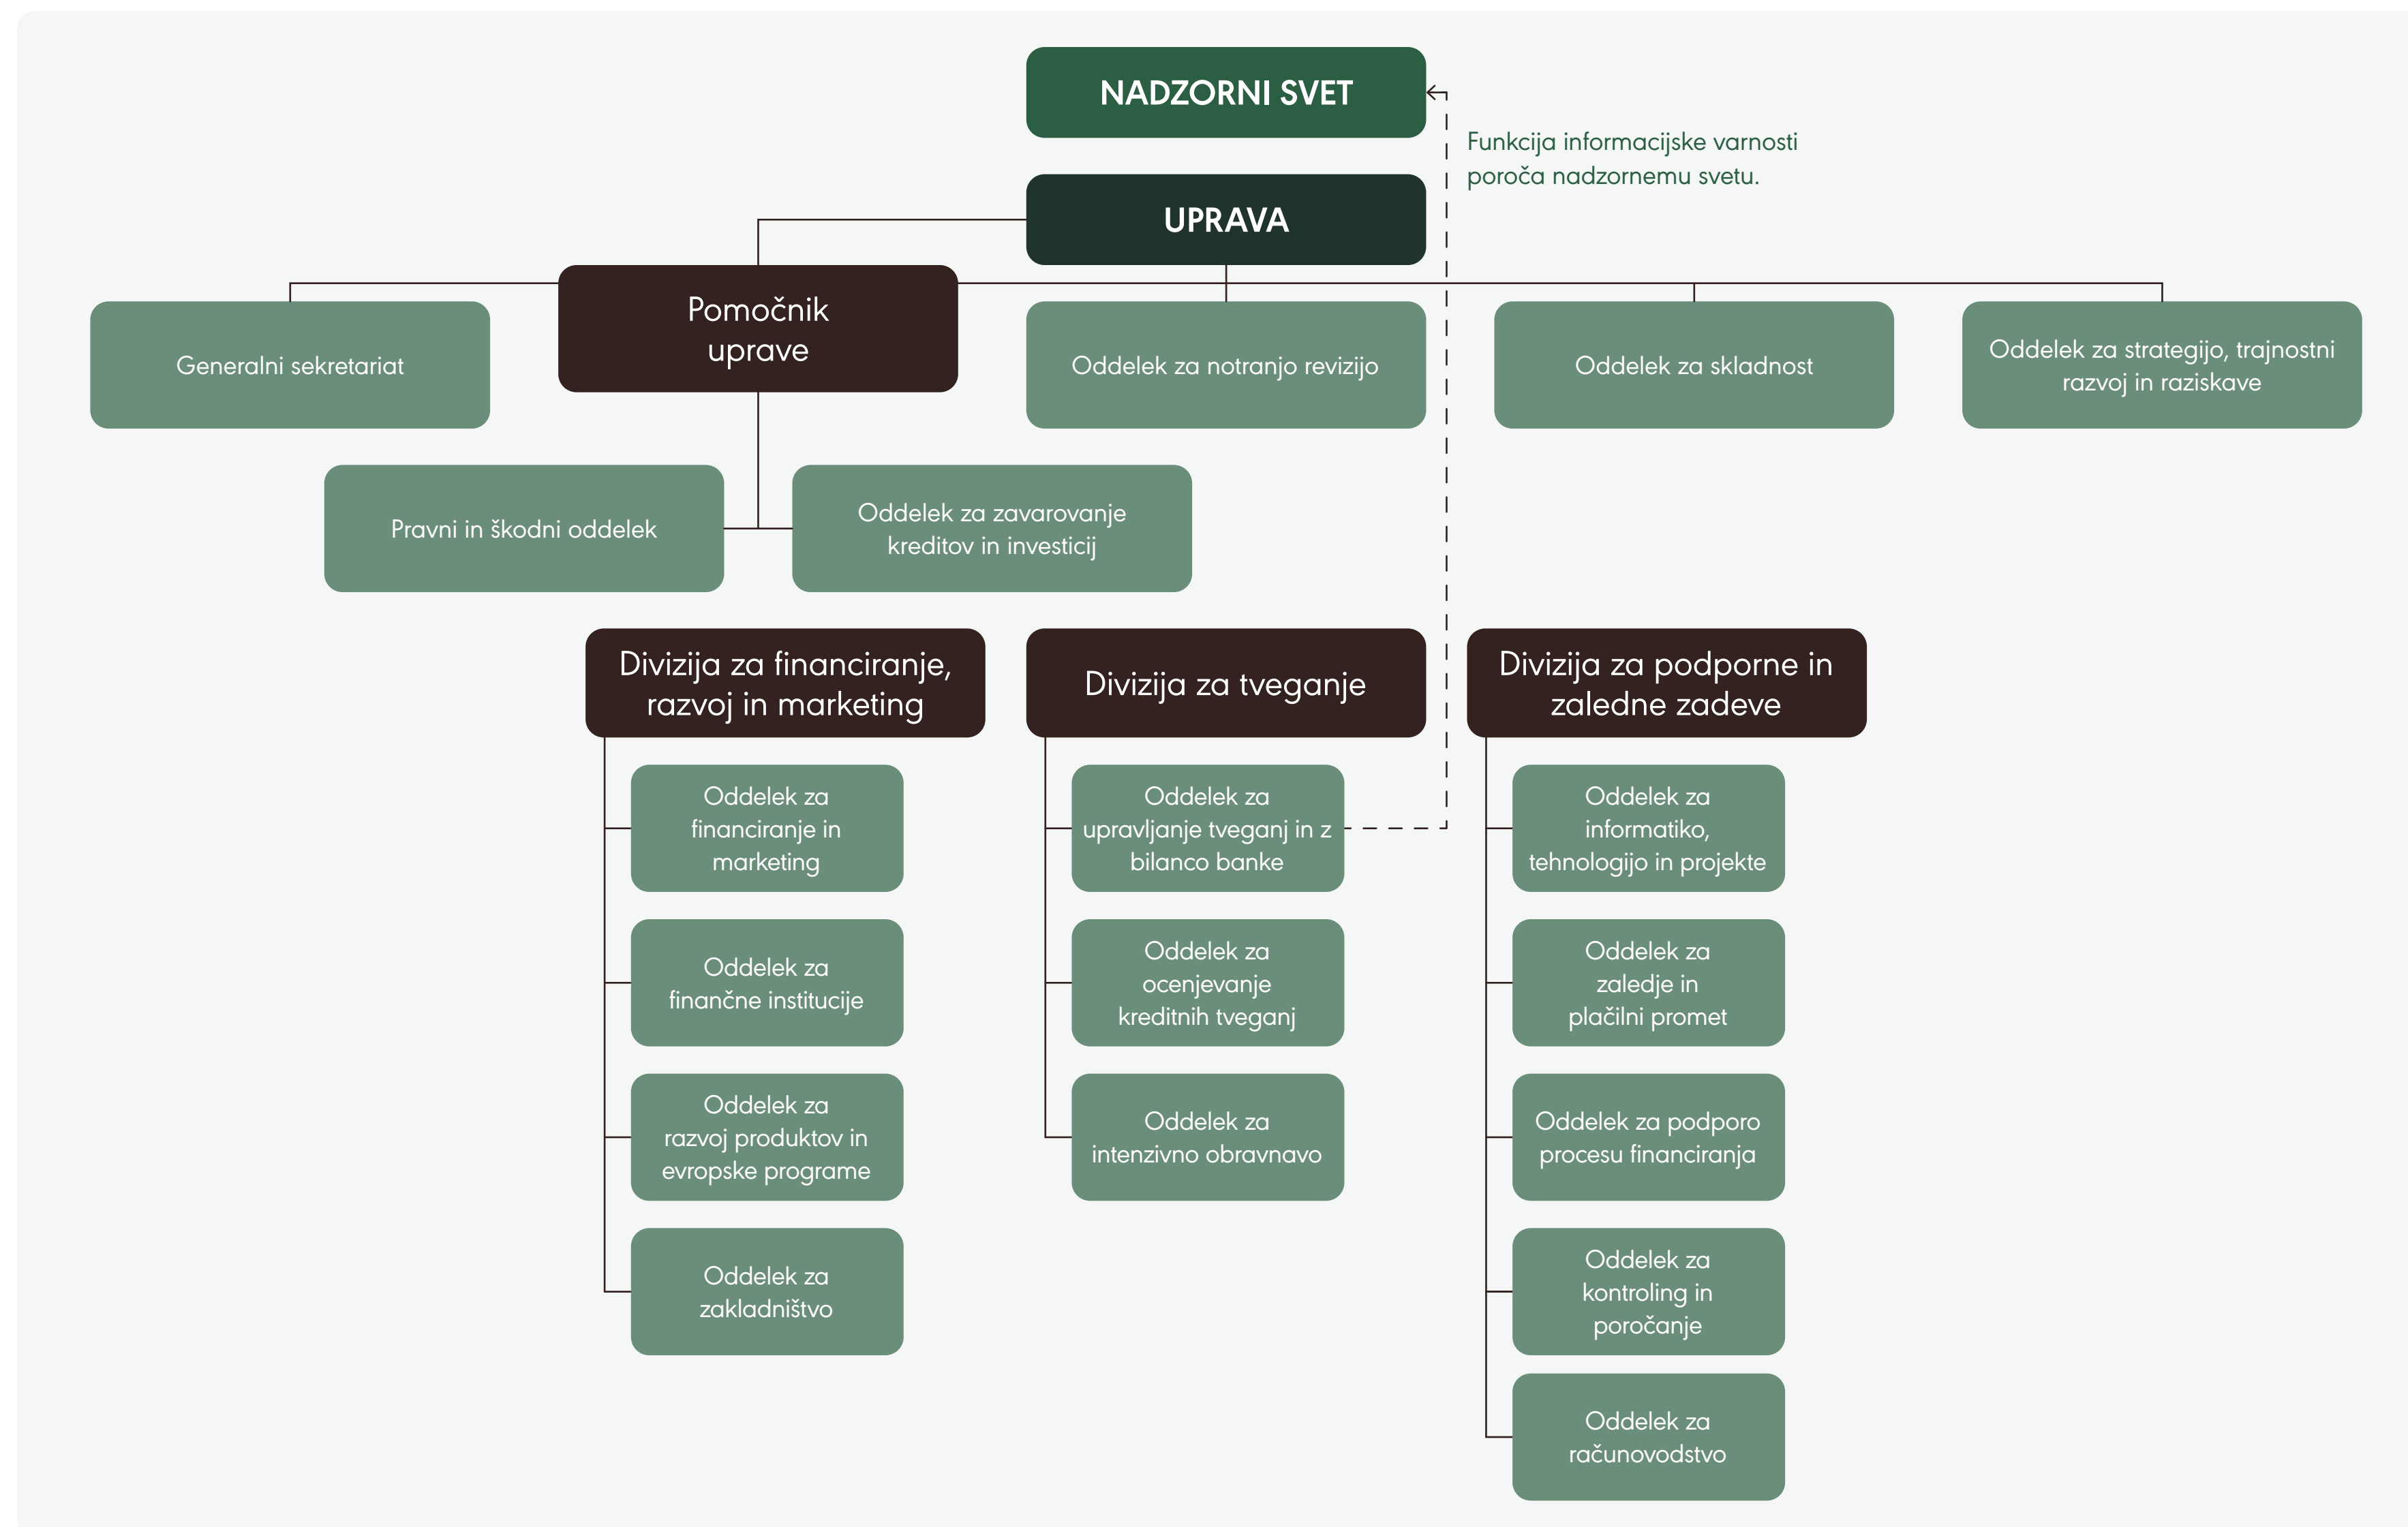 NADZORNI SVET
Funkcija informacijske varnosti
poroča nadzornemu svetu.
UPRAVA
Pomočnik
uprave
Generalni sekretariat
Oddelek za notranjo revizijo
Oddelek za skladnost
Oddelek za strategijo, trajnostni
razvoj in raziskave
Pravni in škodni oddelek
Oddelek za zavarovanje
kreditov in investicij
Divizija za financiranje,
razvoj in marketing
Oddelek za
financiranje in
marketing
Oddelek za
finančne institucije
Oddelek za
razvoj produktov in
evropske programe
Oddelek za
zakladništvo
Divizija za tveganje
Oddelek za
upravljanje tveganj in z
bilanco banke
Oddelek za
ocenjevanje
kreditnih tveganj
Oddelek za
intenzivno obravnavo
Divizija za podporne in
zaledne zadeve
Oddelek za
informatiko,
tehnologijo in projekte
Oddelek za
zaledje in
plačilni promet
Oddelek za podporo
procesu financiranja
Oddelek za
kontroling in
poročanje
Oddelek za
računovodstvo